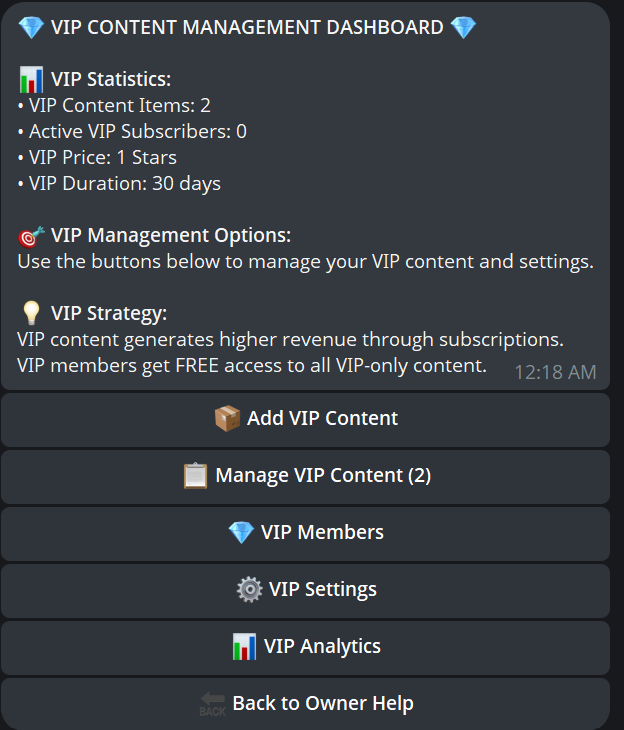 💎 VIP CONTENT MANAGEMENT DASHBOARD 💎
📊 VIP Statistics:
• VIP Content Items: 2
• Active VIP Subscribers: 0
• VIP Price: 1 Stars
• VIP Duration: 30 days
🎯 VIP Management Options:
Use the buttons below to manage your VIP content and settings.
💡 VIP Strategy:
VIP content generates higher revenue through subscriptions.
VIP members get FREE access to all VIP-only content.
12:18 AM
📦 Add VIP Content
📋 Manage VIP Content (2)
💎 VIP Members
⚙️ VIP Settings
📊 VIP Analytics
🔙 Back to Owner Help